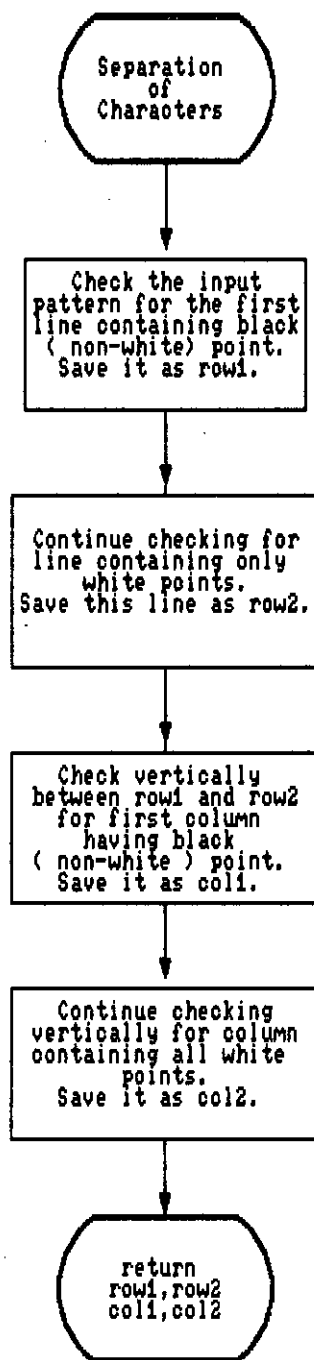 Separation
of
Characters
Check the input
pattern for the first
line containing black
( non-white) point.
Save it as row1.
Continue checking for
line containing only
white points.
Save this line as row2.
Check vertically
between row1 and row2
for first column
having black
( non-white ) point.
Save it as col1.
Continue checking
vertically for column
containing all white
points.
Save it as col2.
return
row1,row2
col1,col2